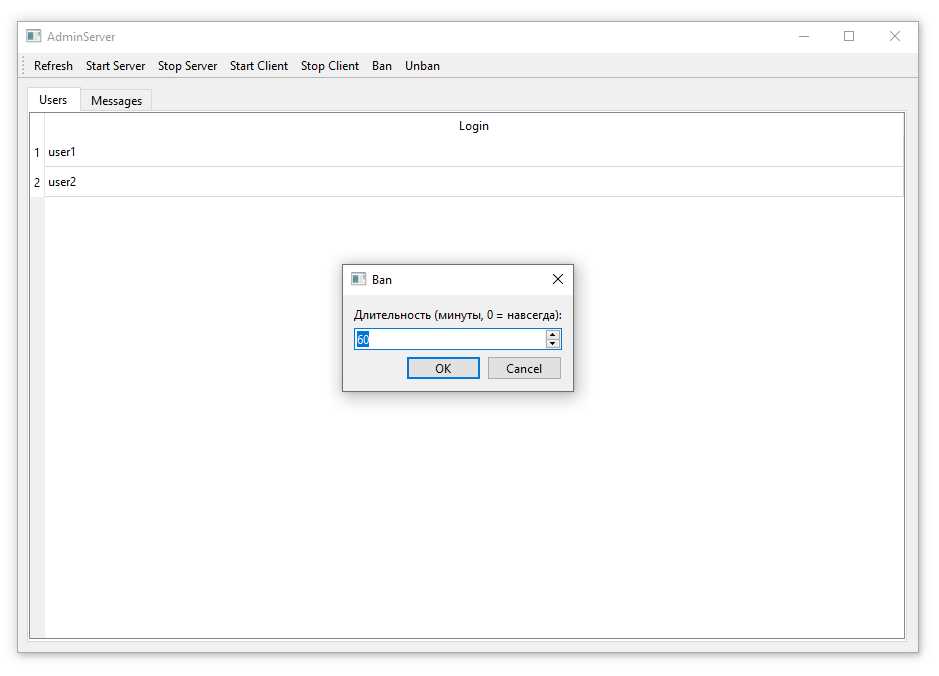 AdminServer
Refresh Start Server Stop Server Start Client Stop Client Ban Unban
Users Messages
Login
1 user1
2 user2
Ban
Длительность (минуты, 0 = навсегда):
60
OK Cancel